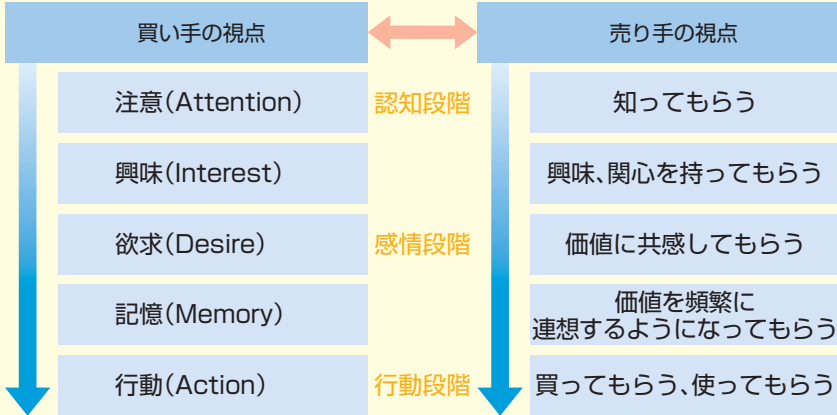 買い手の視点
売り手の視点
注意(Attention)
認知段階
知ってもらう
興味(Interest)
興味、関心を持ってもらう
欲求(Desire)
感情段階
価値に共感してもらう
記憶(Memory)
価値を頻繁に
連想するようになってもらう
行動(Action)
行動段階
買ってもらう、使ってもらう